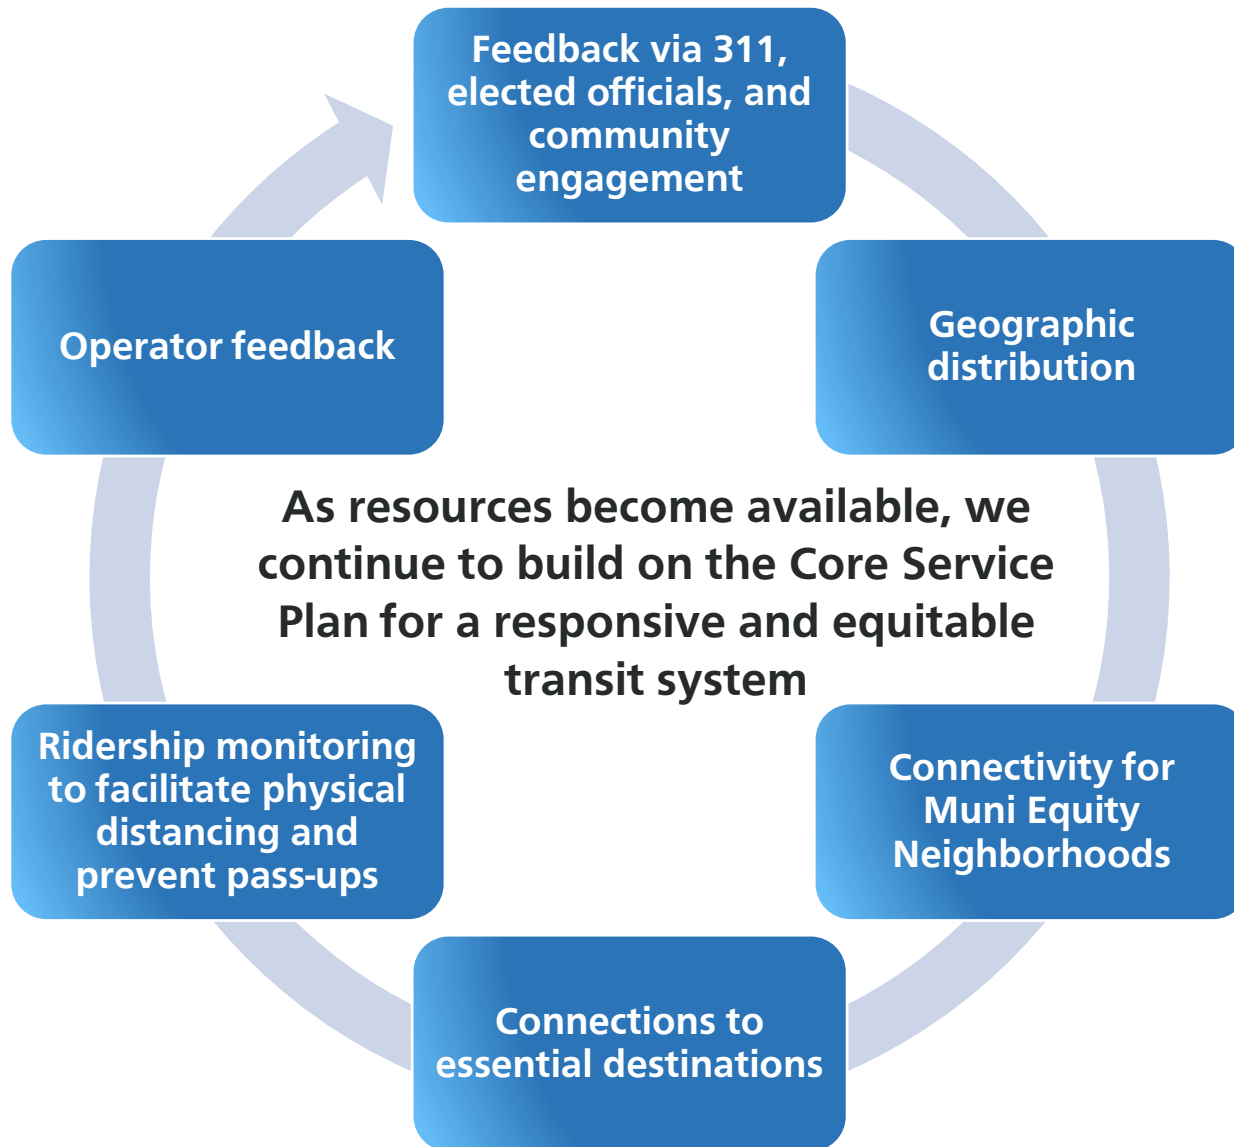 Feedback via 311,
elected officials, and
community
engagement
Geographic
distribution
Connectivity for
Muni Equity
Neighborhoods
Connections to
essential destinations
Ridership monitoring
to facilitate physical
distancing and
prevent pass-ups
Operator feedback
As resources become available, we
continue to build on the Core Service
Plan for a responsive and equitable
transit system